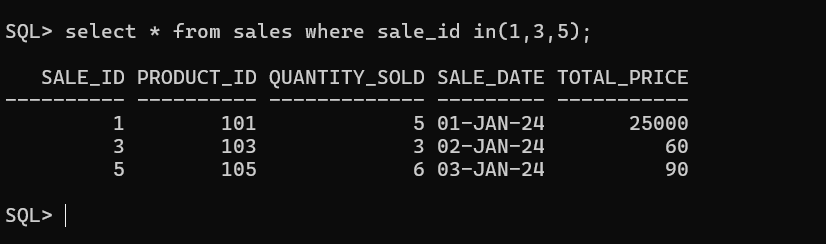 SQL> select * from sales where sale_id in(1,3,5);
   SALE_ID PRODUCT_ID QUANTITY_SOLD SALE_DATE TOTAL_PRICE
---------- ---------- ------------- --------- -----------
         1        101             5 01-JAN-24       25000
         3        103             3 02-JAN-24          60
         5        105             6 03-JAN-24          90
SQL>